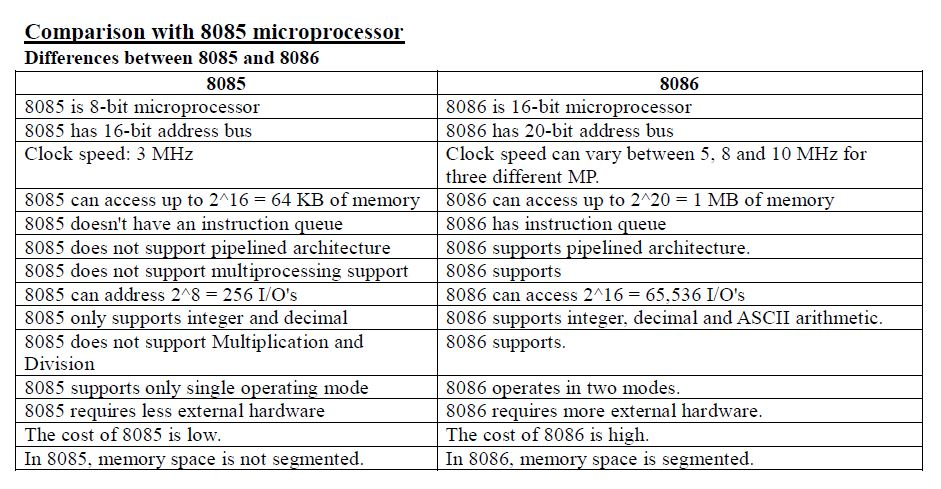 Comparison with 8085 microprocessor
Differences between 8085 and 8086
8085 8086
8085 is 8-bit microprocessor 8086 is 16-bit microprocessor
8085 has 16-bit address bus 8086 has 20-bit address bus
Clock speed: 3 MHz Clock speed can vary between 5, 8 and 10 MHz for
three different MP.
8085 can access up to 2^16 = 64 KB of memory 8086 can access up to 2^20 = 1 MB of memory
8085 doesn't have an instruction queue 8086 has instruction queue
8085 does not support pipelined architecture 8086 supports pipelined architecture.
8085 does not support multiprocessing support 8086 supports
8085 can address 2^8 = 256 I/O's 8086 can access 2^16 = 65,536 I/O's
8085 only supports integer and decimal 8086 supports integer, decimal and ASCII arithmetic.
8085 does not support Multiplication and 8086 supports.
Division
8085 supports only single operating mode 8086 operates in two modes.
8085 requires less external hardware 8086 requires more external hardware.
The cost of 8085 is low. The cost of 8086 is high.
In 8085, memory space is not segmented. In 8086, memory space is segmented.